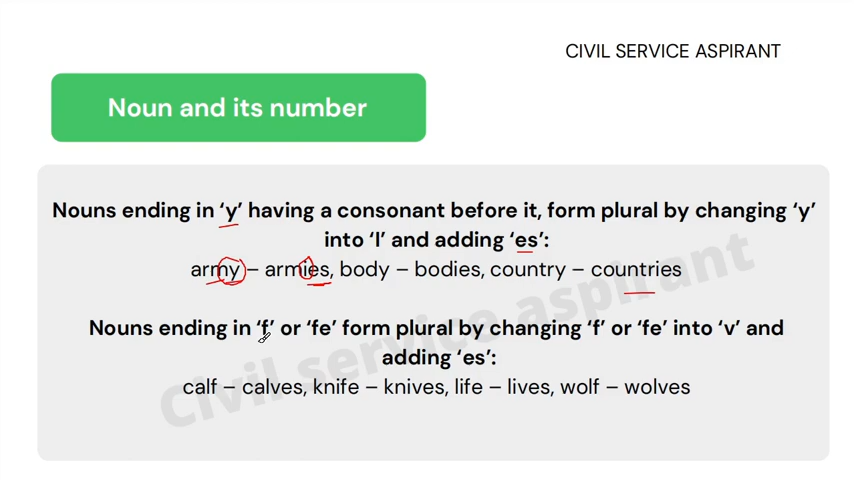 CIVIL SERVICE ASPIRANT
Noun and its number
Nouns ending in ‘y’ having a consonant before it, form plural by changing ‘y’
into ‘I’ and adding ‘es’:
army – armies, body – bodies, country – countries
Nouns ending in ‘f’ or ‘fe’ form plural by changing ‘f’ or ‘fe’ into ‘v’ and
adding ‘es’:
calf – calves, knife – knives, life – lives, wolf – wolves
Civil service aspirant